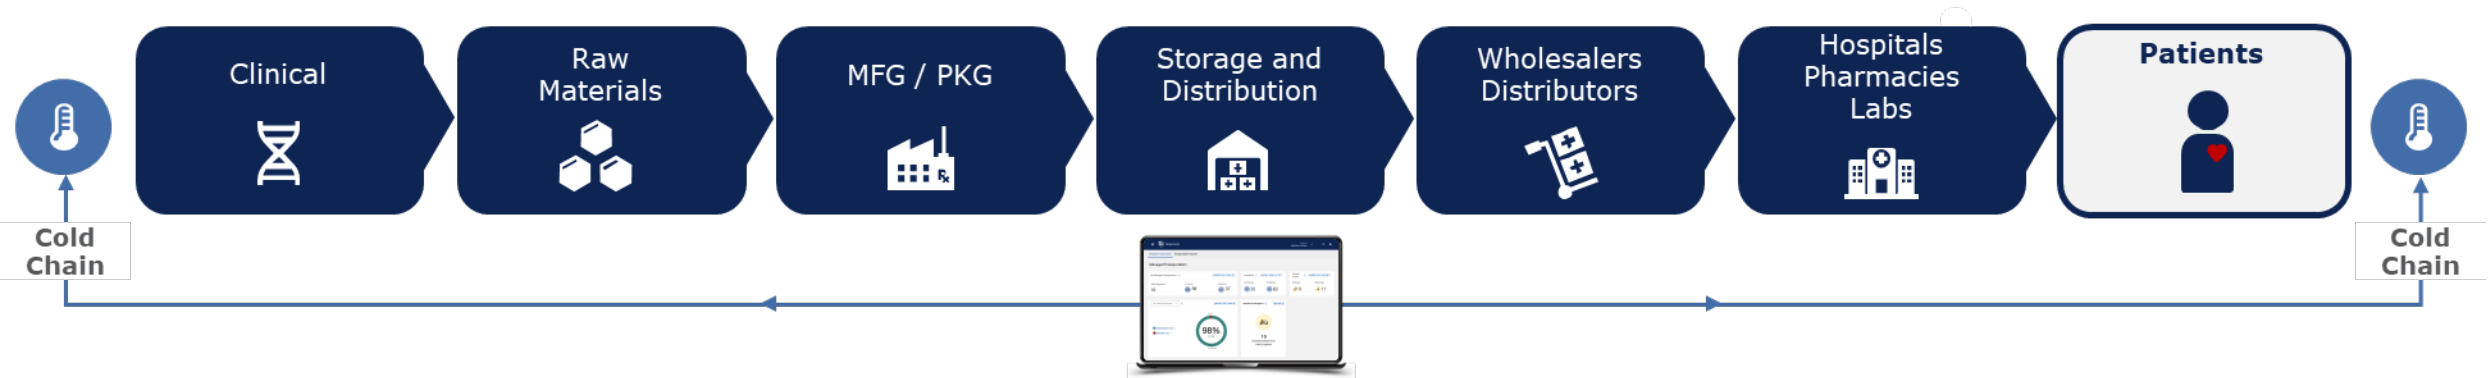 Clinical
Raw
Materials
MFG / PKG
Storage and
Distribution
Wholesalers
Distributors
Hospitals
Pharmacies
Labs
Patients
Cold
Chain
Cold
Chain
98%